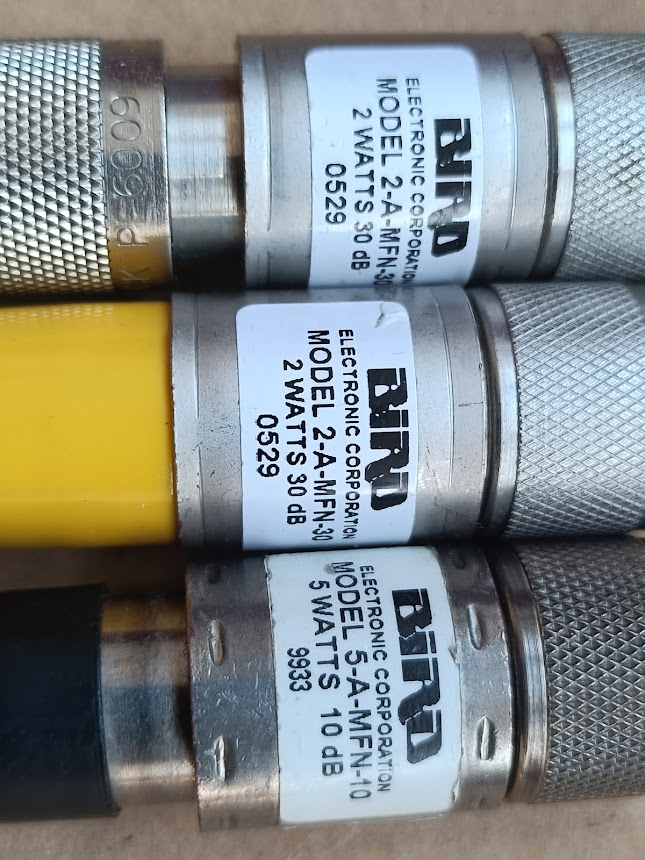 P-6009
BIRD
ELECTRONIC CORPORATION
MODEL 2-A-MFN-30
2 WATTS 30 dB
0529
BIRD
ELECTRONIC CORPORATION
MODEL 2-A-MFN-30
2 WATTS 30 dB
0529
BIRD
ELECTRONIC CORPORATION
MODEL 5-A-MFN-10
5 WATTS 10 dB
9933